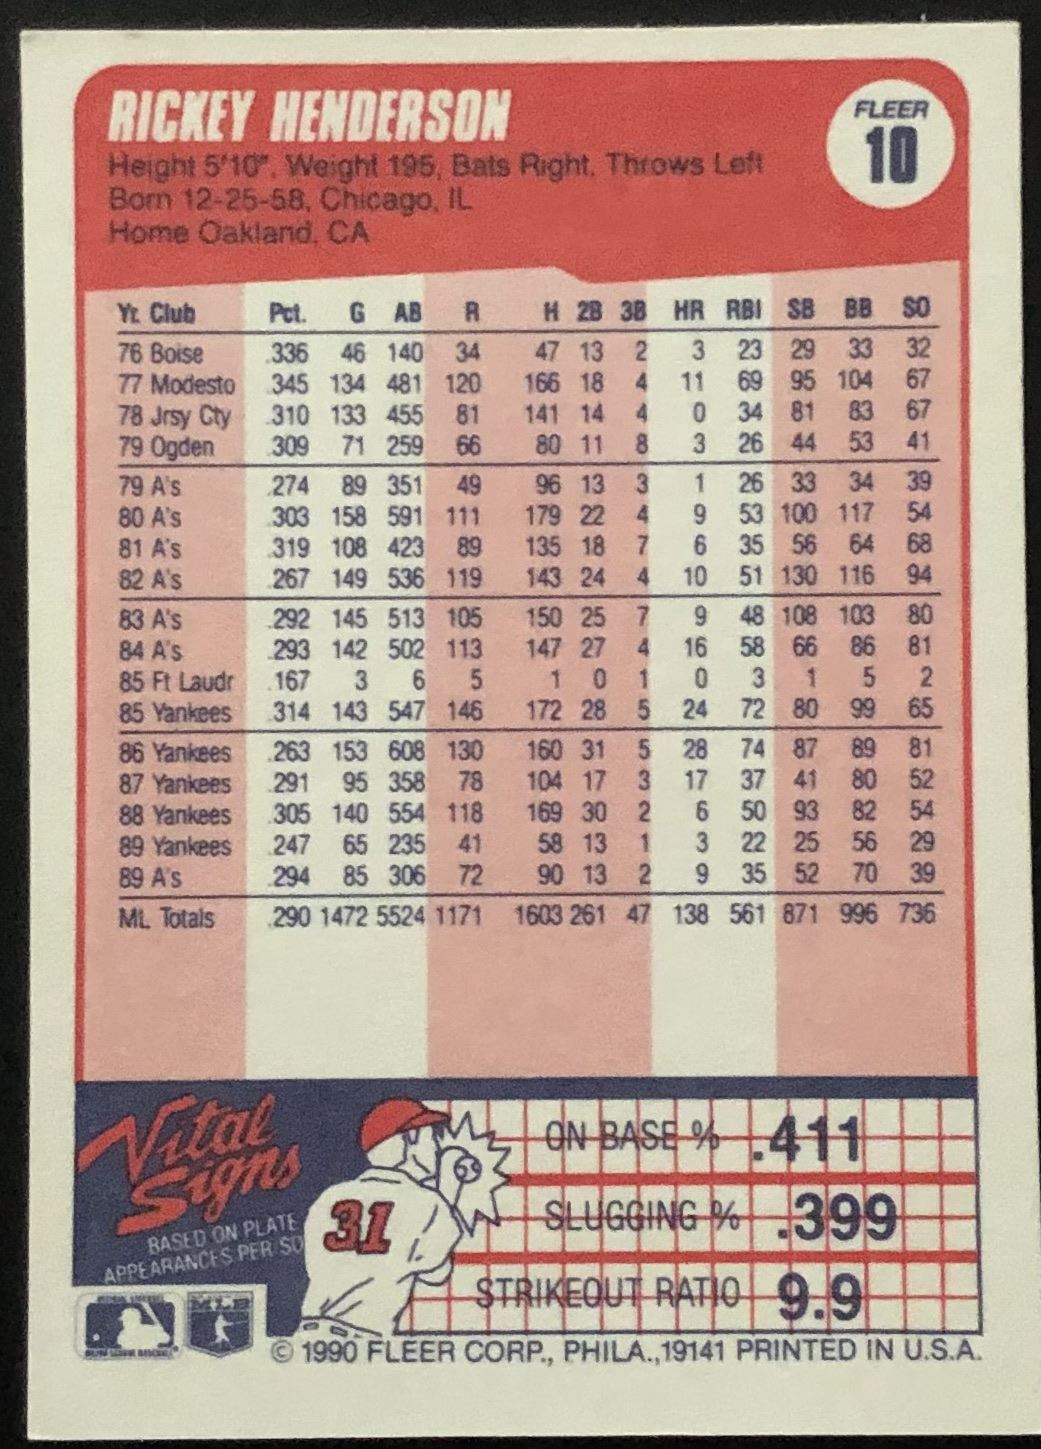 RICKEY HENDERSON
FLEER
10
Height 5'10", Weight 195, Bats Right, Throws Left
Born 12-25-58, Chicago, IL
Home Oakland, CA
Yr. Club Pct. G AB R H 2B 3B HR RBI SB BB SO
76 Boise .336 46 140 34 47 13 2 3 23 29 33 32
77 Modesto .345 134 481 120 166 18 4 11 69 95 104 67
78 Jrsy Cty .310 133 455 81 141 14 4 0 34 81 83 67
79 Ogden .309 71 259 66 80 11 8 3 26 44 53 41
79 A's .274 89 351 49 96 13 3 1 26 33 34 39
80 A's .303 158 591 111 179 22 4 9 53 100 117 54
81 A's .319 108 423 89 135 18 7 6 35 56 64 68
82 A's .267 149 536 119 143 24 4 10 51 130 116 94
83 A's .292 145 513 105 150 25 7 9 48 108 103 80
84 A's .293 142 502 113 147 27 4 16 58 66 86 81
85 Ft Laudr .167 3 6 5 1 0 1 0 3 1 5 2
85 Yankees .314 143 547 146 172 28 5 24 72 80 99 65
86 Yankees .263 153 608 130 160 31 5 28 74 87 89 81
87 Yankees .291 95 358 78 104 17 3 17 37 41 80 52
88 Yankees .305 140 554 118 169 30 2 6 50 93 82 54
89 Yankees .247 65 235 41 58 13 1 3 22 25 56 29
89 A's .294 85 306 72 90 13 2 9 35 52 70 39
ML Totals .290 1472 5524 1171 1603 261 47 138 561 871 996 736
Vital
Signs
BASED ON PLATE
APPEARANCES PER SO
31
ON BASE % .411
SLUGGING % .399
STRIKEOUT RATIO 9.9
MLB
© 1990 FLEER CORP., PHILA.,19141 PRINTED IN U.S.A.